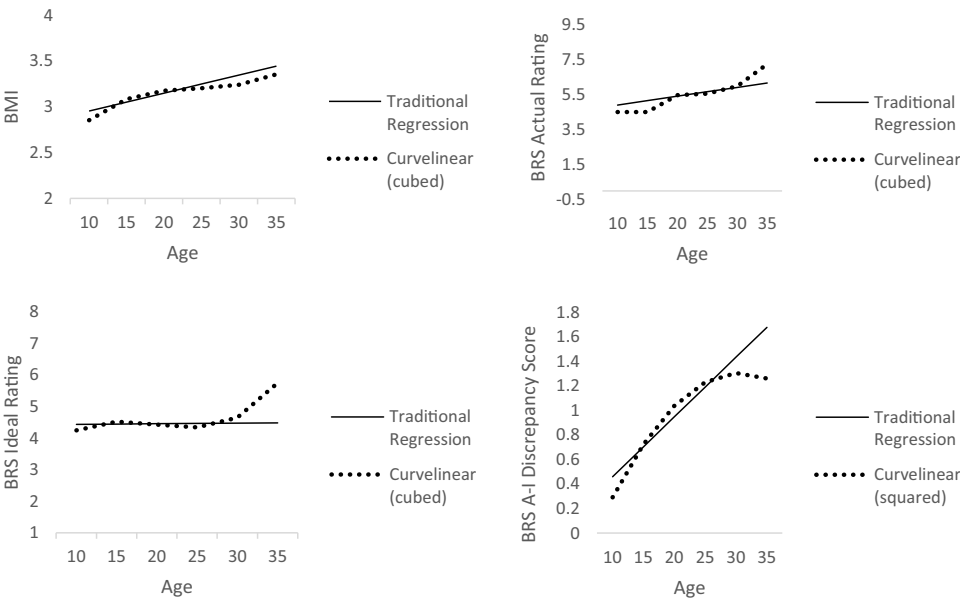 4
3.5
3
2.5
2
BMI
10 15 20 25 30 35
Age
Traditional
Regression
Curvelinear
(cubed)
9.5
7.5
5.5
3.5
1.5
-0.5
BRS Actual Rating
10 15 20 25 30 35
Age
Traditional
Regression
Curvelinear
(cubed)
8
7
6
5
4
3
2
1
BRS Ideal Rating
10 15 20 25 30 35
Age
Traditional
Regression
Curvelinear
(cubed)
1.8
1.6
1.4
1.2
1
0.8
0.6
0.4
0.2
0
BRS A-I Discrepancy Score
10 15 20 25 30 35
Age
Traditional
Regression
Curvelinear
(squared)